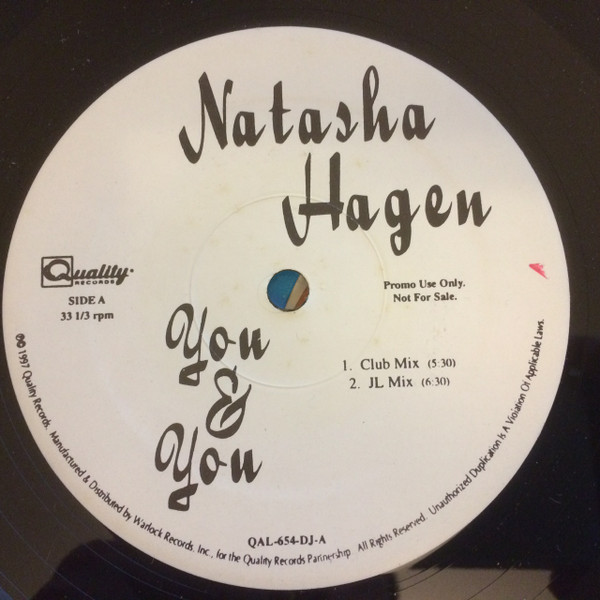 Natasha
Hagen
Quality
RECORDS
SIDE A
33 1/3 rpm
Promo Use Only.
Not For Sale.
You
&
You
1. Club Mix (5:30)
2. JL Mix (6:30)
QAL-654-DJ-A
℗© 1997 Quality Records. Manufactured & Distributed by Warlock Records, Inc., for the Quality Records Partnership All Rights Reserved. Unauthorized Duplication Is A Violation Of Applicable Laws.